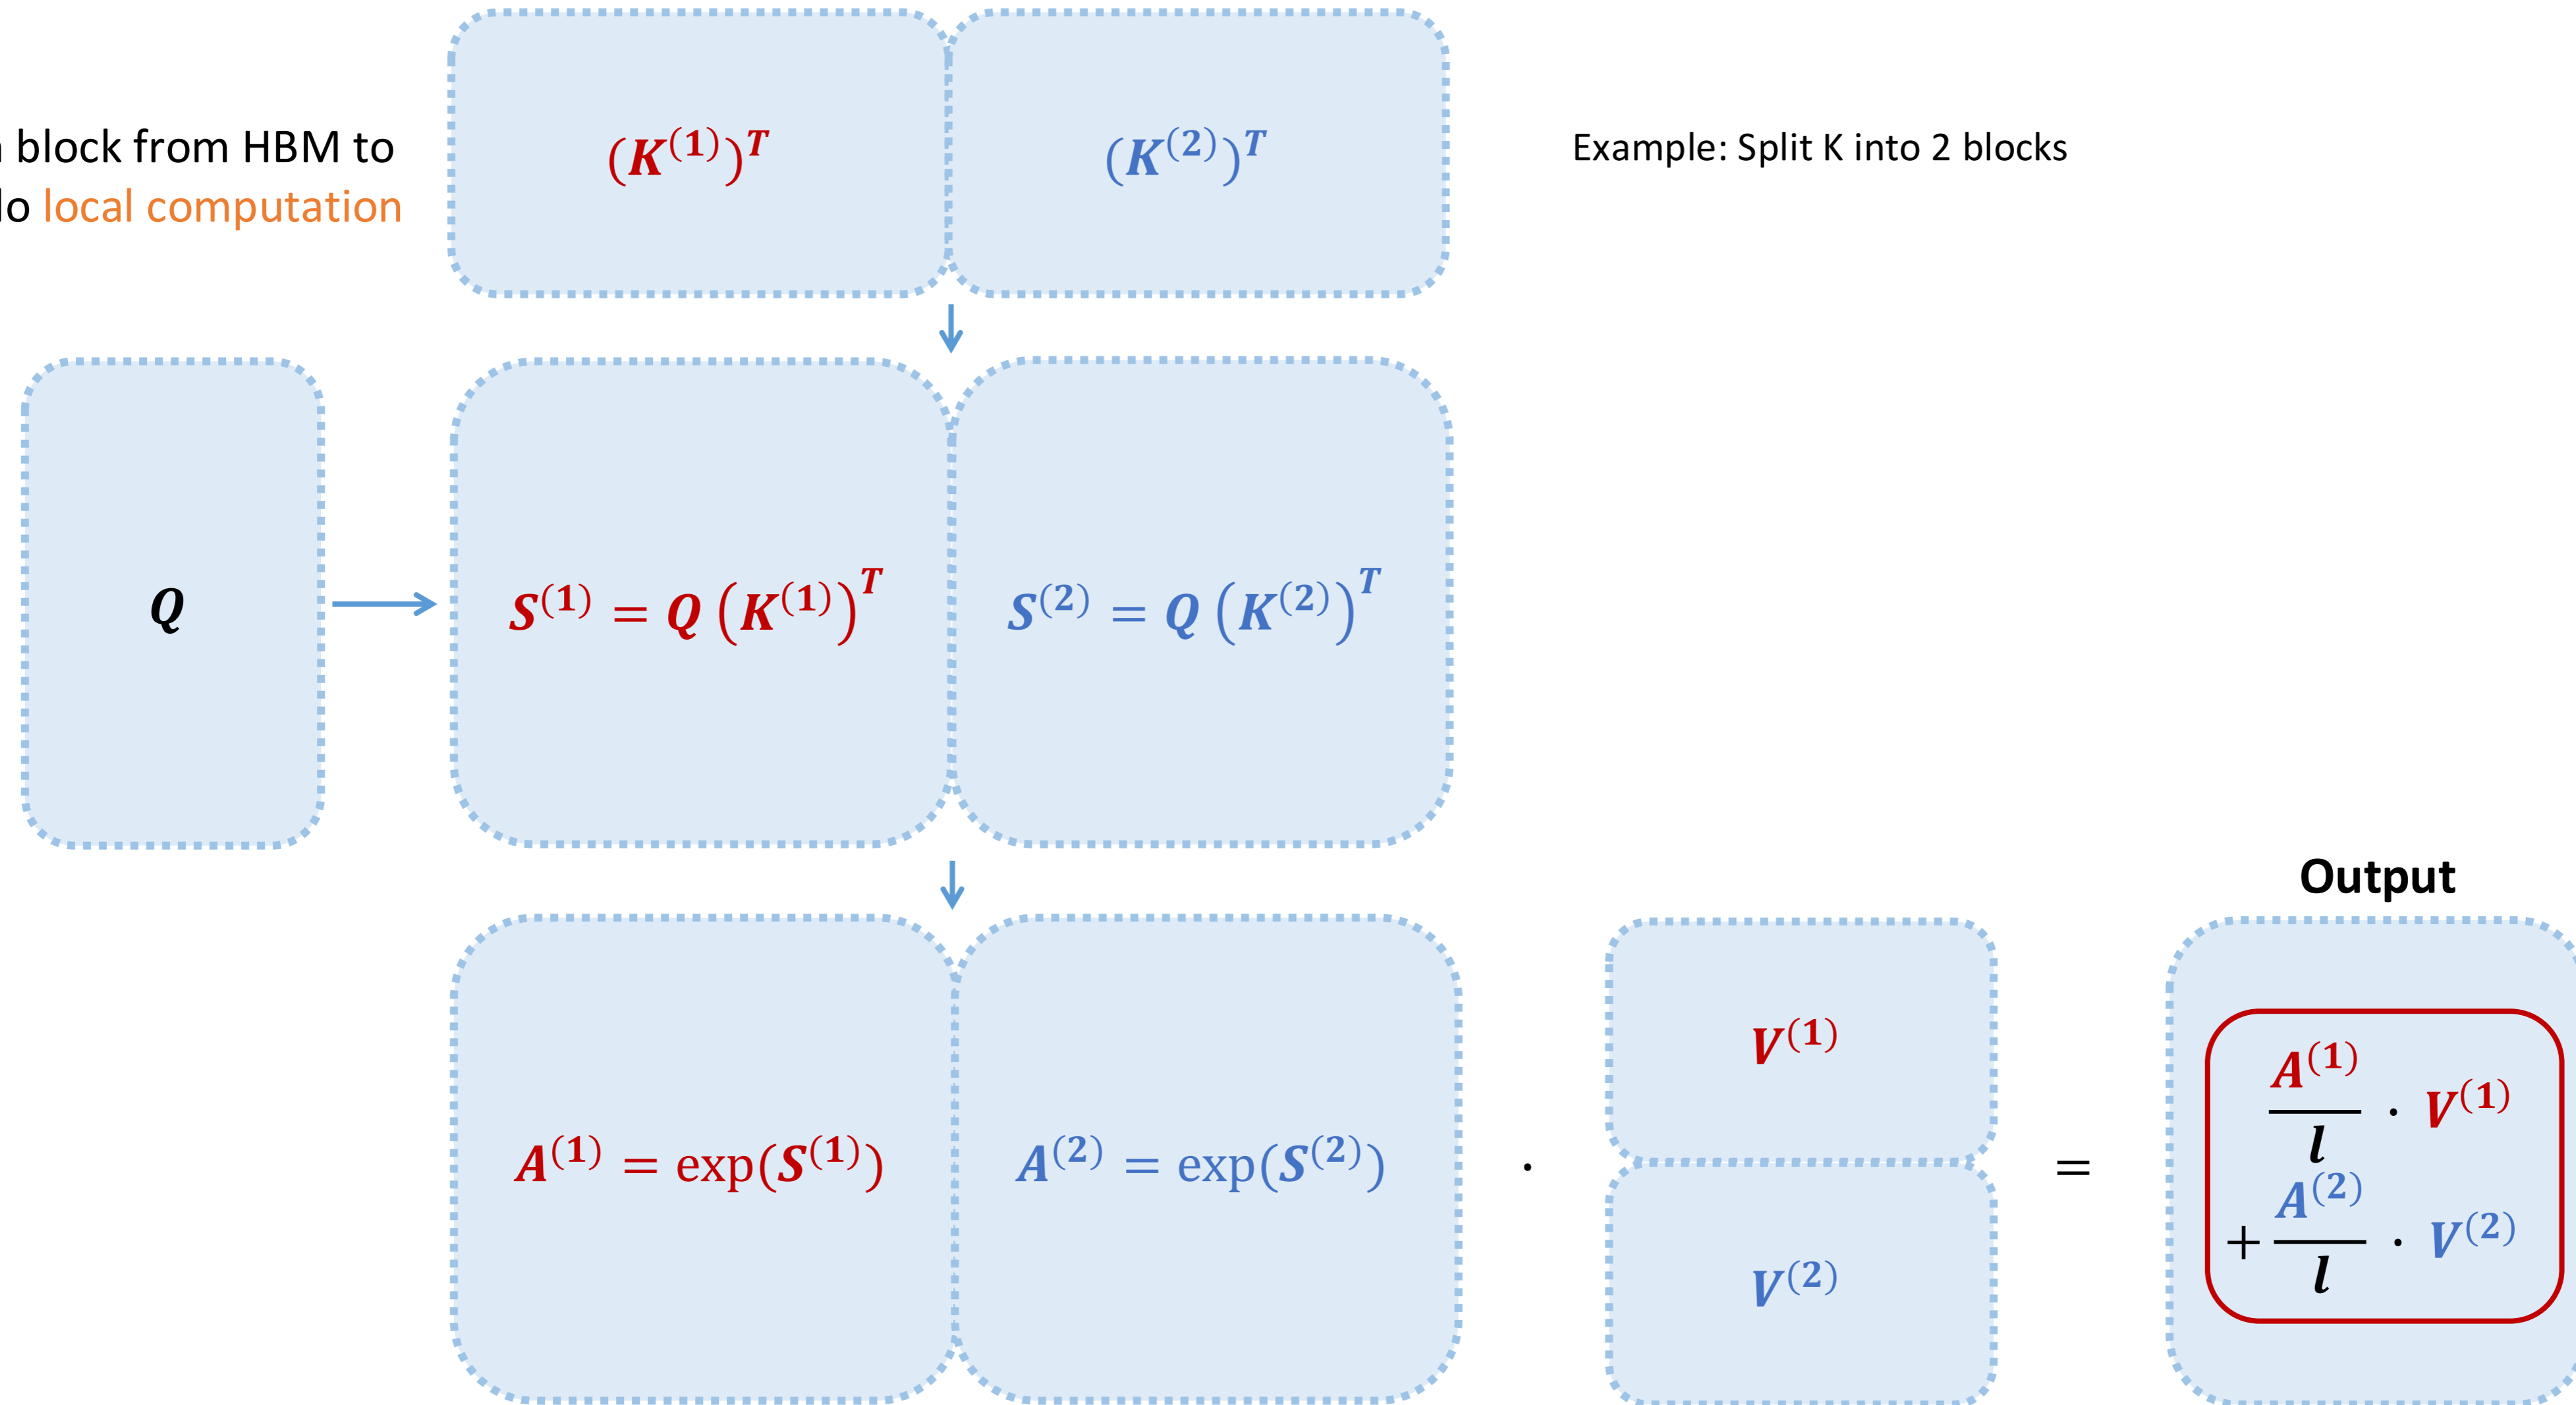 block from HBM to
local computation
(K^(1))^T
(K^(2))^T
Example: Split K into 2 blocks
Q
S^(1) = Q (K^(1))^T
S^(2) = Q (K^(2))^T
A^(1) = exp(S^(1))
A^(2) = exp(S^(2))
·
V^(1)
V^(2)
=
Output
A^(1)/l · V^(1)
+ A^(2)/l · V^(2)